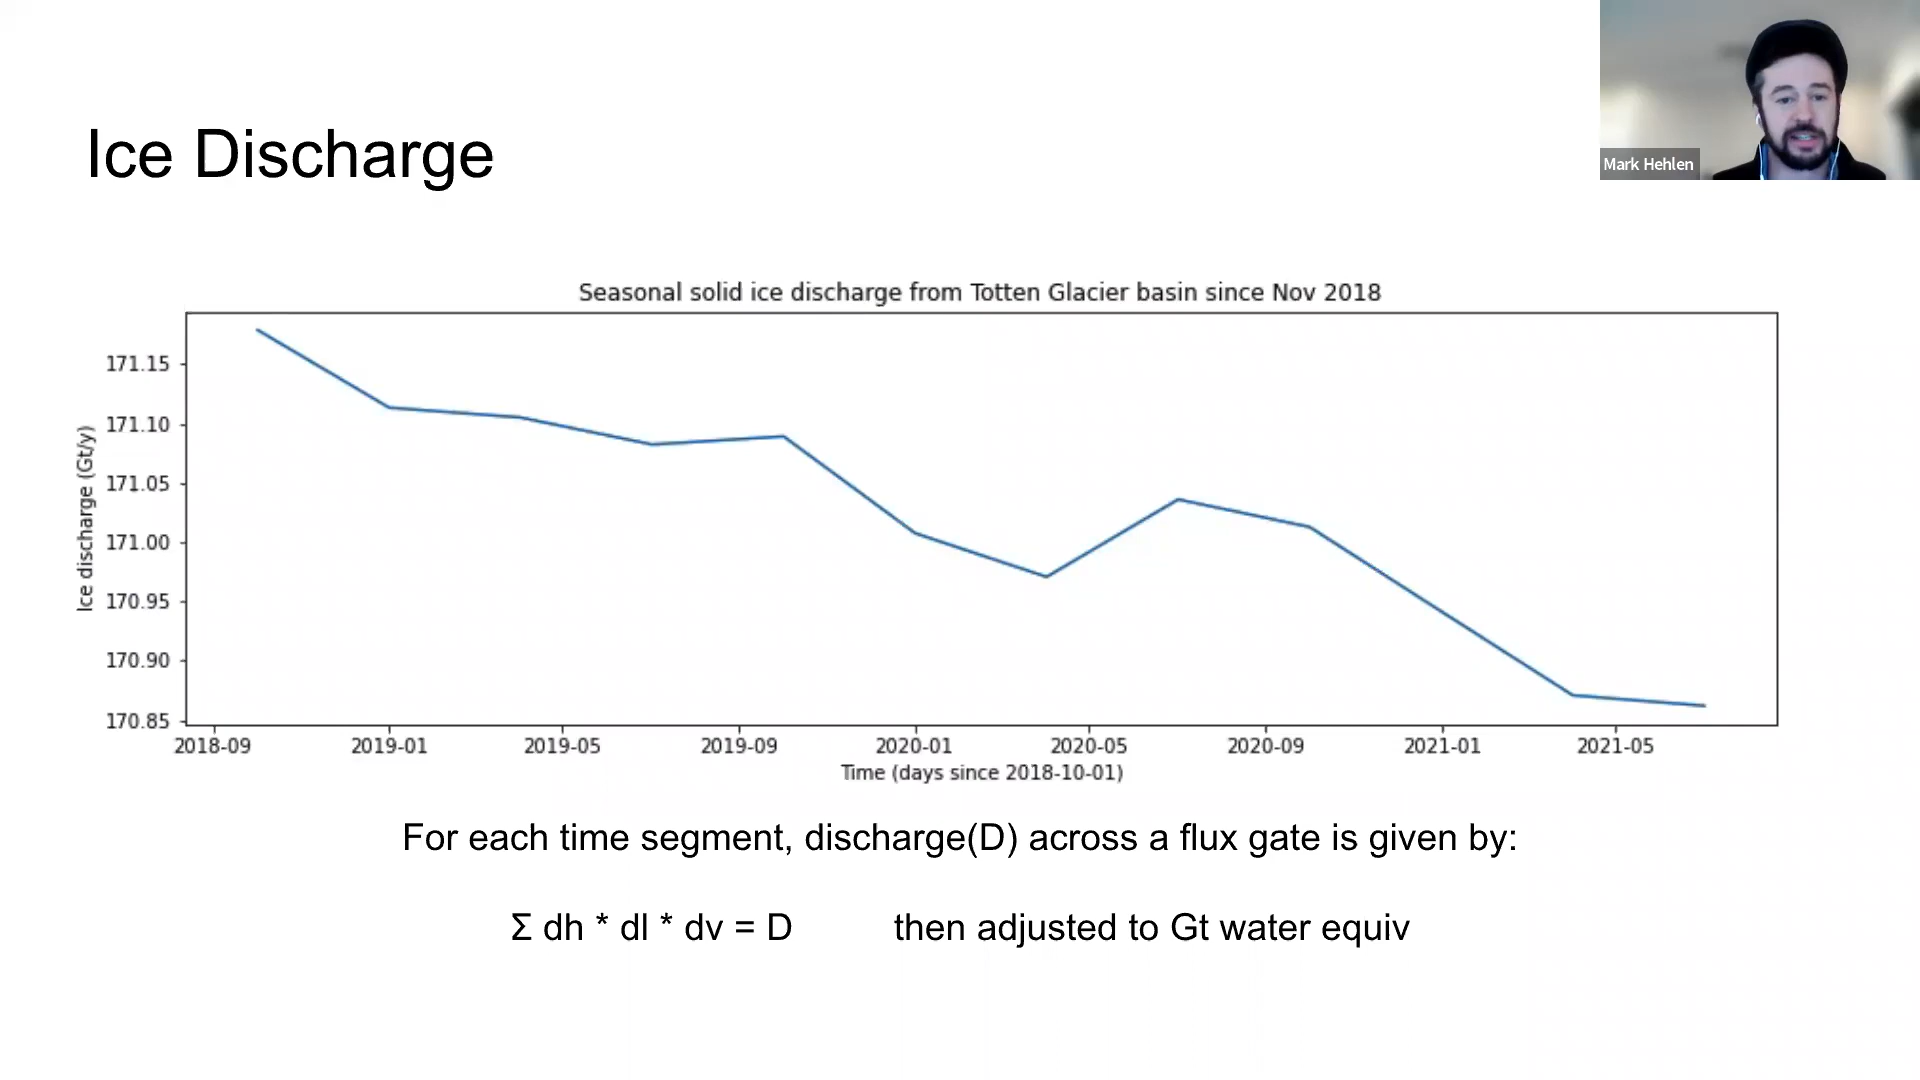 Mark Hehlen
Ice Discharge
Seasonal solid ice discharge from Totten Glacier basin since Nov 2018
Ice discharge (Gt/y)
171.15
171.10
171.05
171.00
170.95
170.90
170.85
2018-09 2019-01 2019-05 2019-09 2020-01 2020-05 2020-09 2021-01 2021-05
Time (days since 2018-10-01)
For each time segment, discharge(D) across a flux gate is given by:
Σ dh * dl * dv = D then adjusted to Gt water equiv